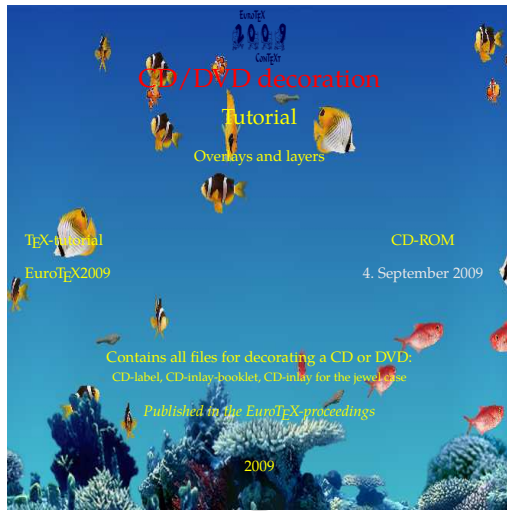 EuroTEX
2009
ConTEXt
CD/DVD decoration
Tutorial
Overlays and layers
TEX-tutorial
CD-ROM
EuroTEX2009
4. September 2009
Contains all files for decorating a CD or DVD:
CD-label, CD-inlay-booklet, CD-inlay for the jewel case
Published in the EuroTEX-proceedings
2009